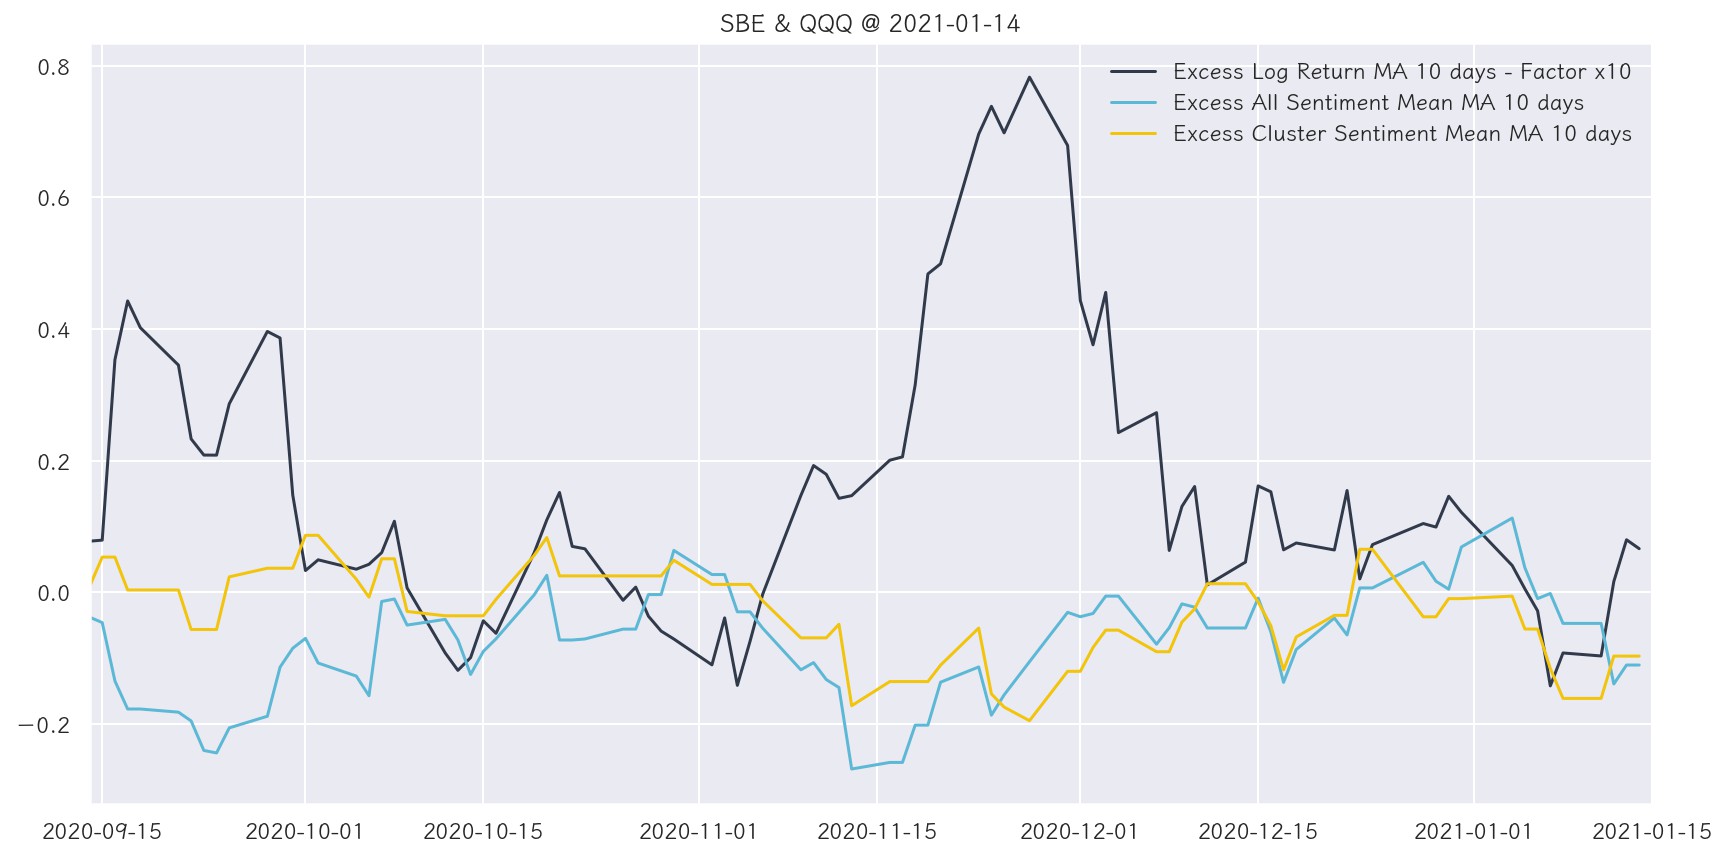 SBE & QQQ @ 2021-01-14
Excess Log Return MA 10 days - Factor x10
Excess All Sentiment Mean MA 10 days
Excess Cluster Sentiment Mean MA 10 days
0.8
0.6
0.4
0.2
0.0
−0.2
2020-09-15 2020-10-01 2020-10-15 2020-11-01 2020-11-15 2020-12-01 2020-12-15 2021-01-01 2021-01-15